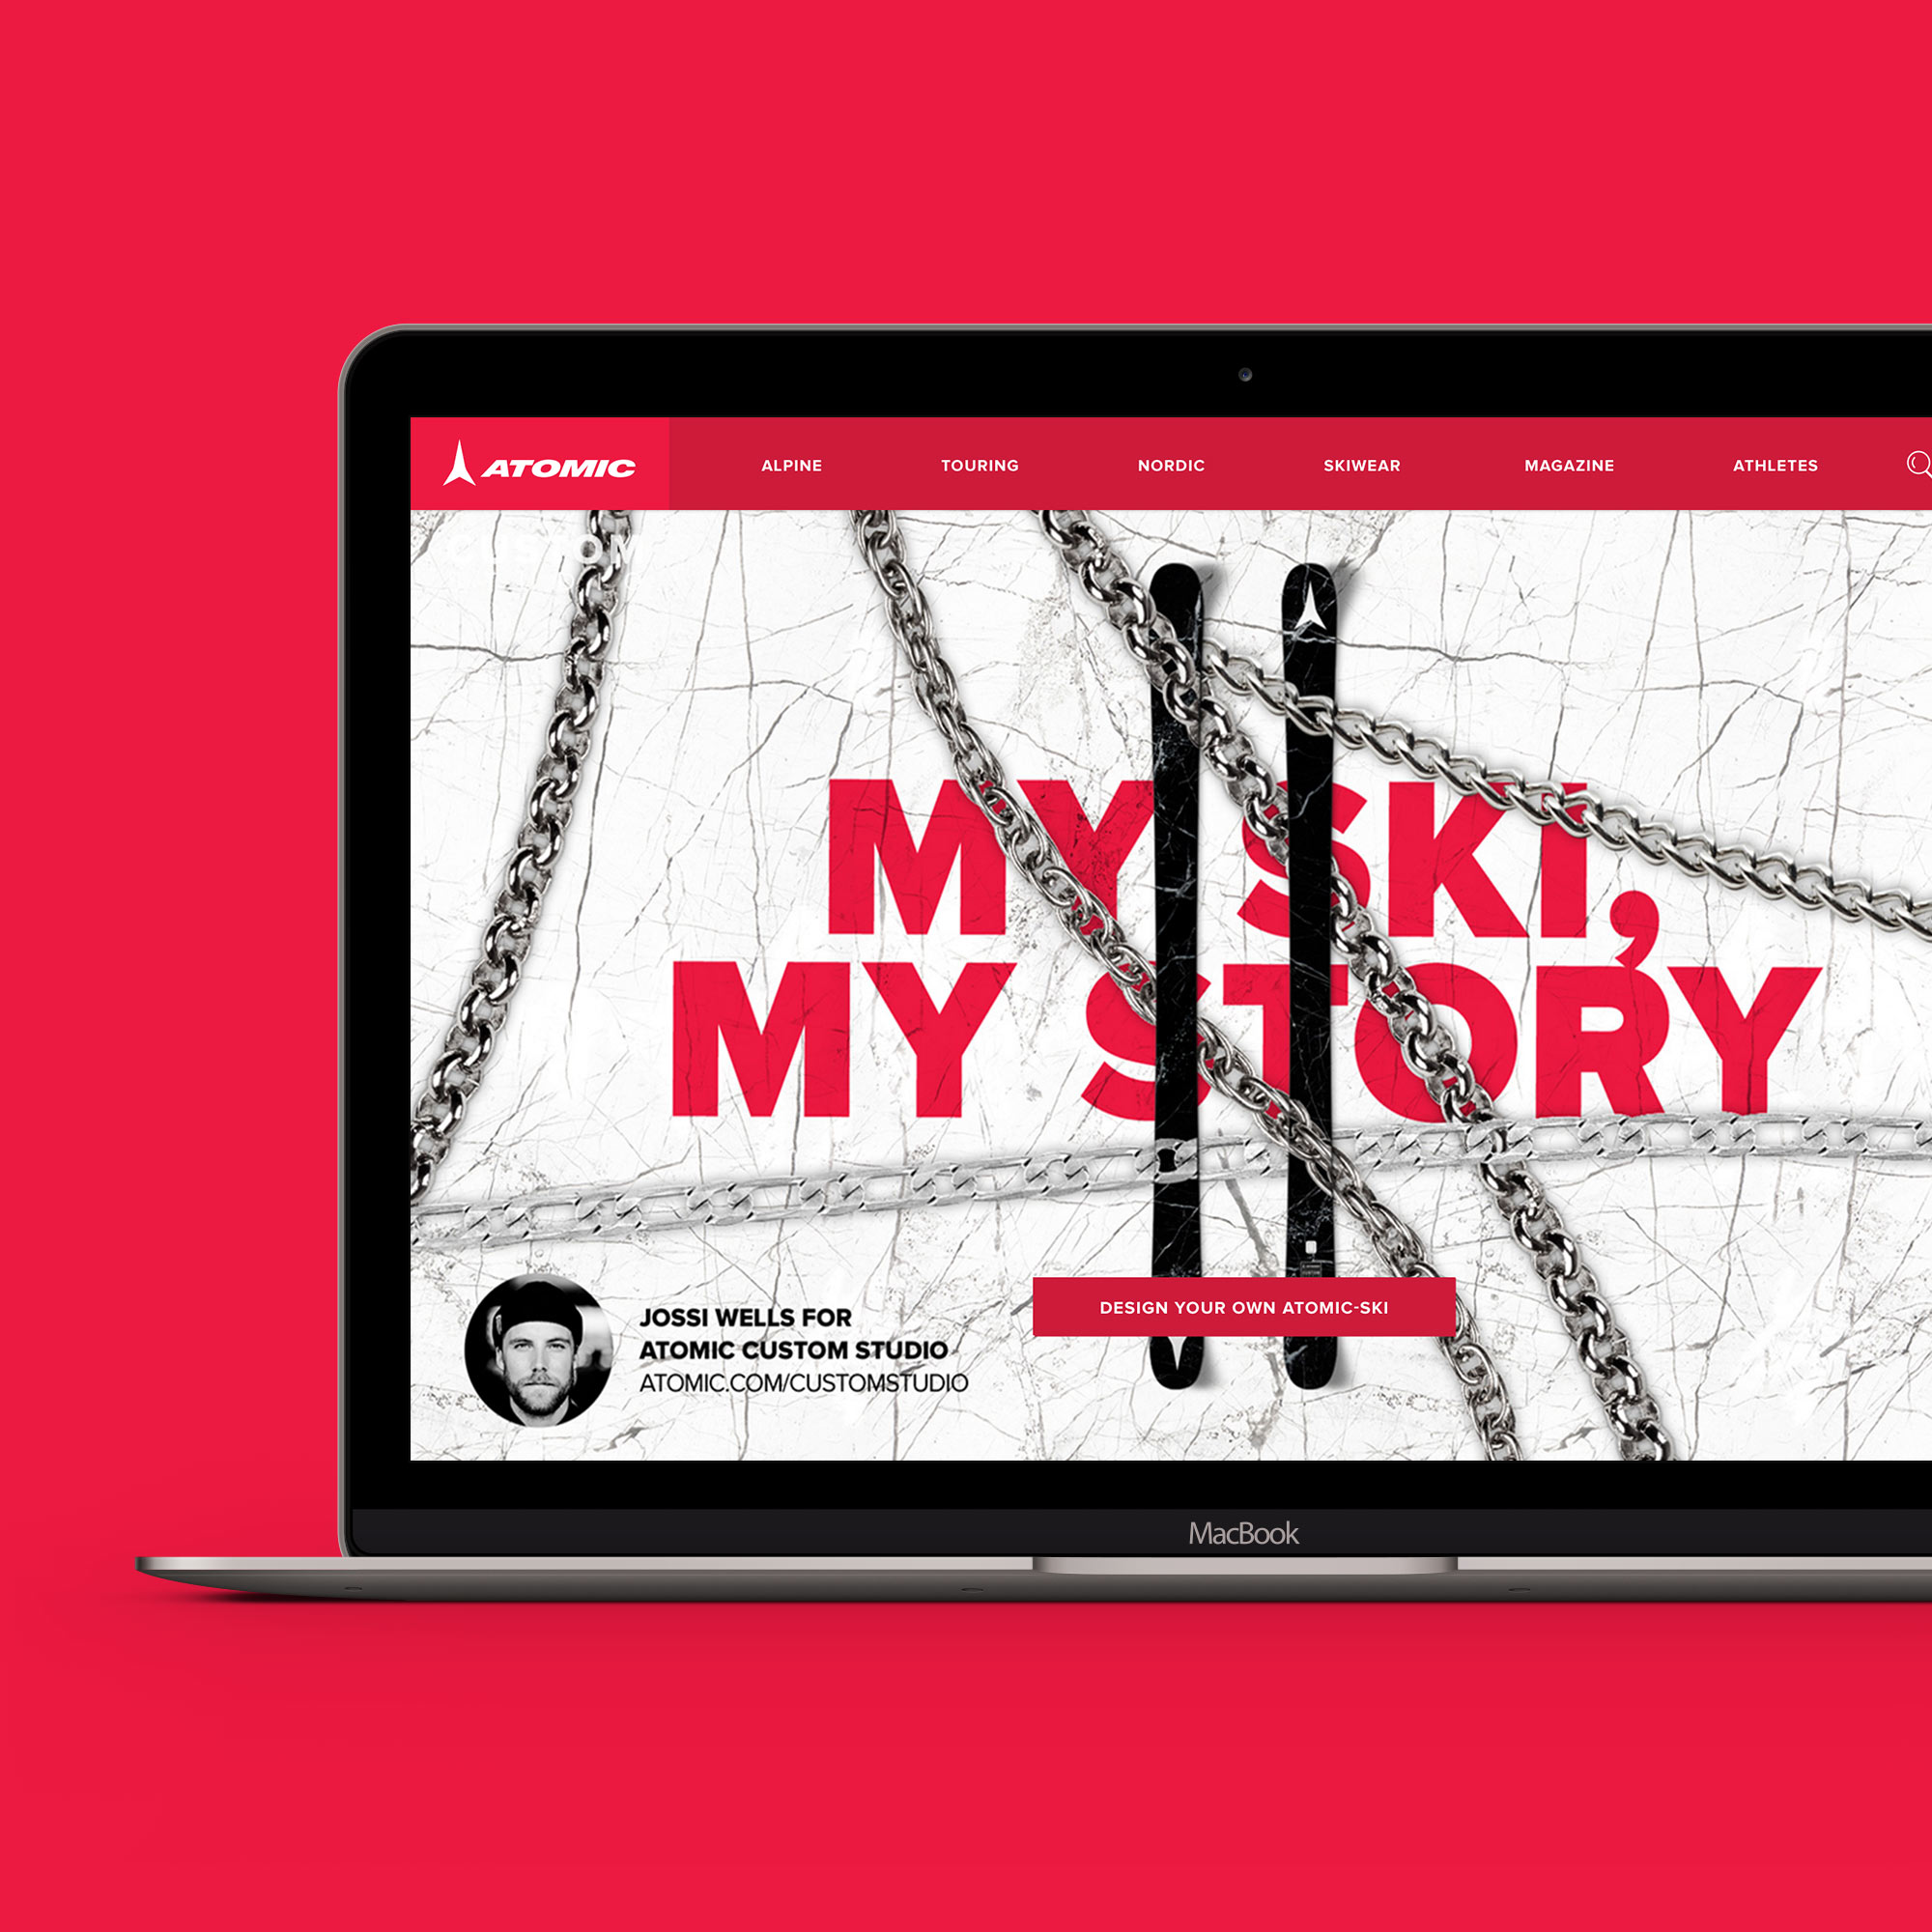 ATOMIC
ALPINE
TOURING
NORDIC
SKIWEAR
MAGAZINE
ATHLETES
MY SKI,
MY STORY
JOSSI WELLS FOR
ATOMIC CUSTOM STUDIO
ATOMIC.COM/CUSTOMSTUDIO
DESIGN YOUR OWN ATOMIC-SKI
MacBook